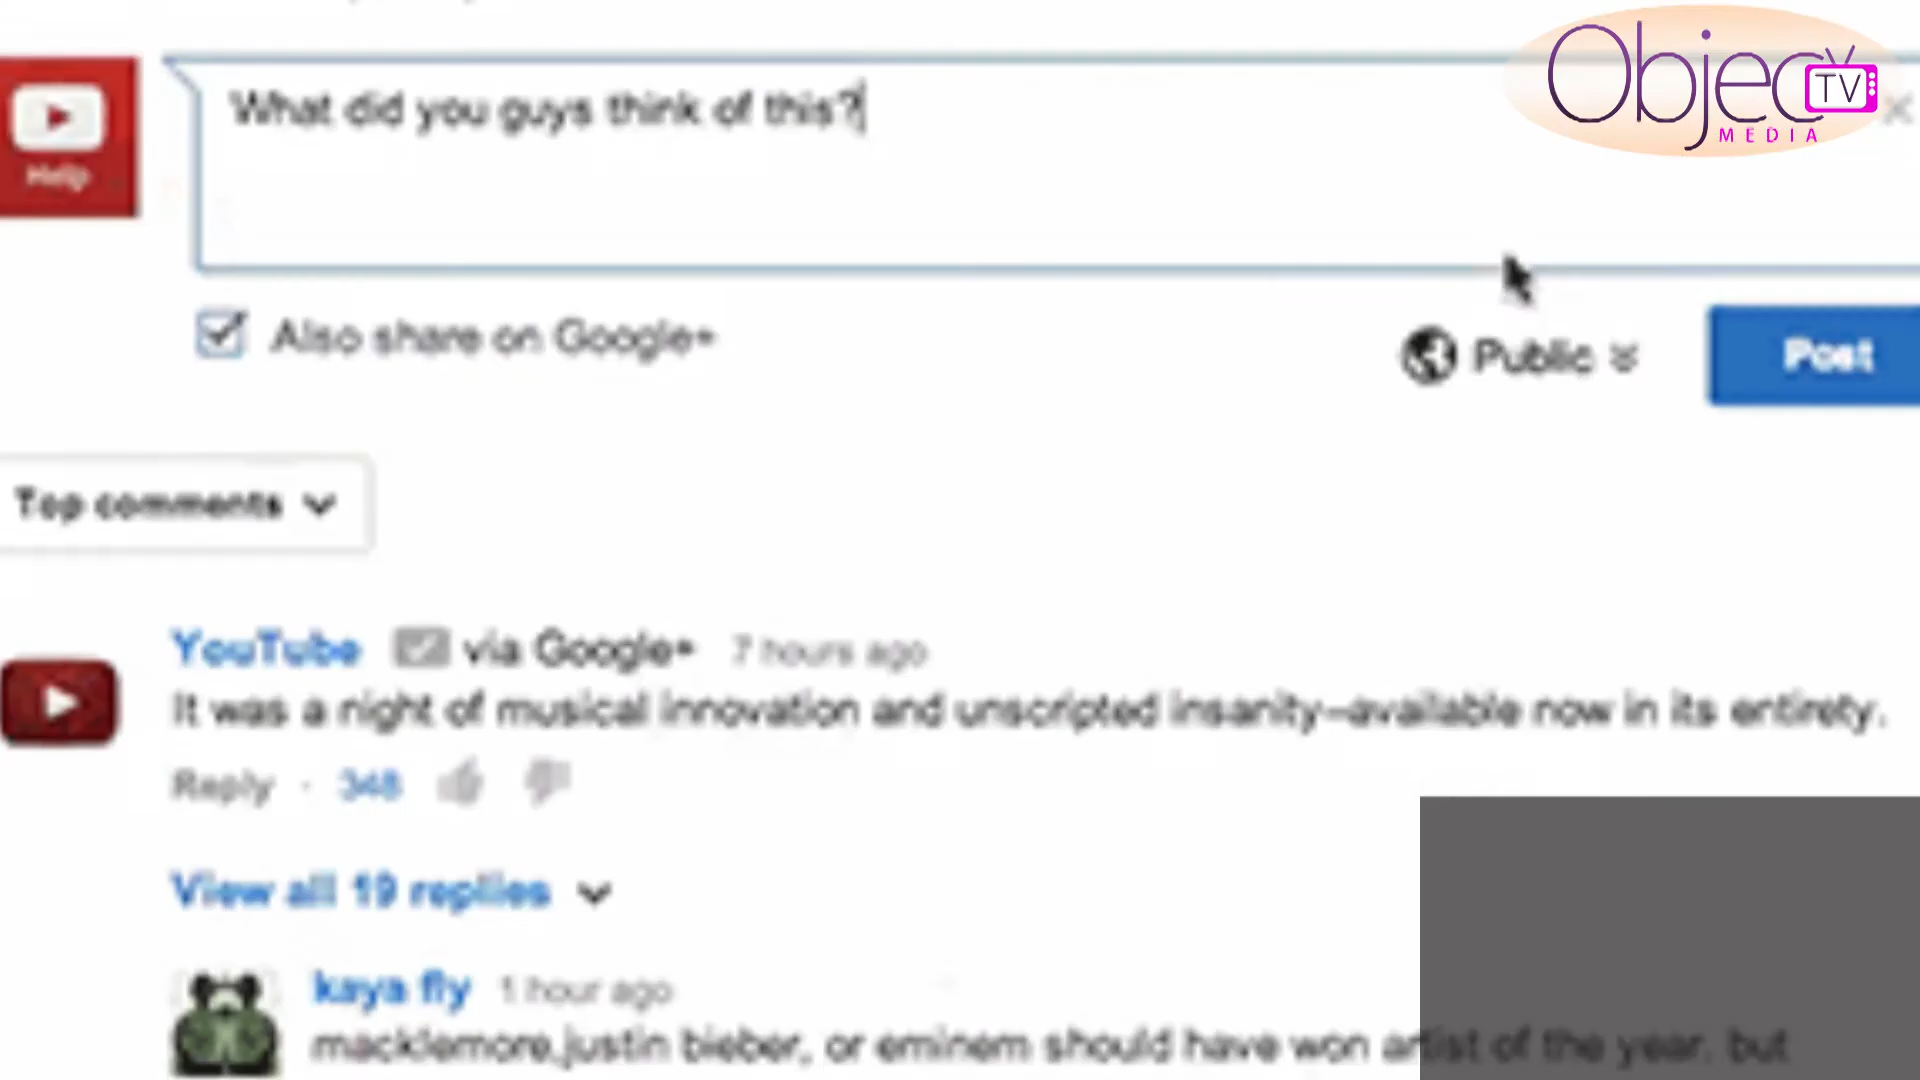 Objec TV
MEDIA
Help
What did you guys think of this?
Also share on Google+
Public
Post
Top comments
YouTube via Google+ 7 hours ago
It was a night of musical innovation and unscripted insanity–available now in its entirety.
Reply · 348
View all 19 replies
kaya fly 1 hour ago
macklemore,justin bieber, or eminem should have won artist of the year. but